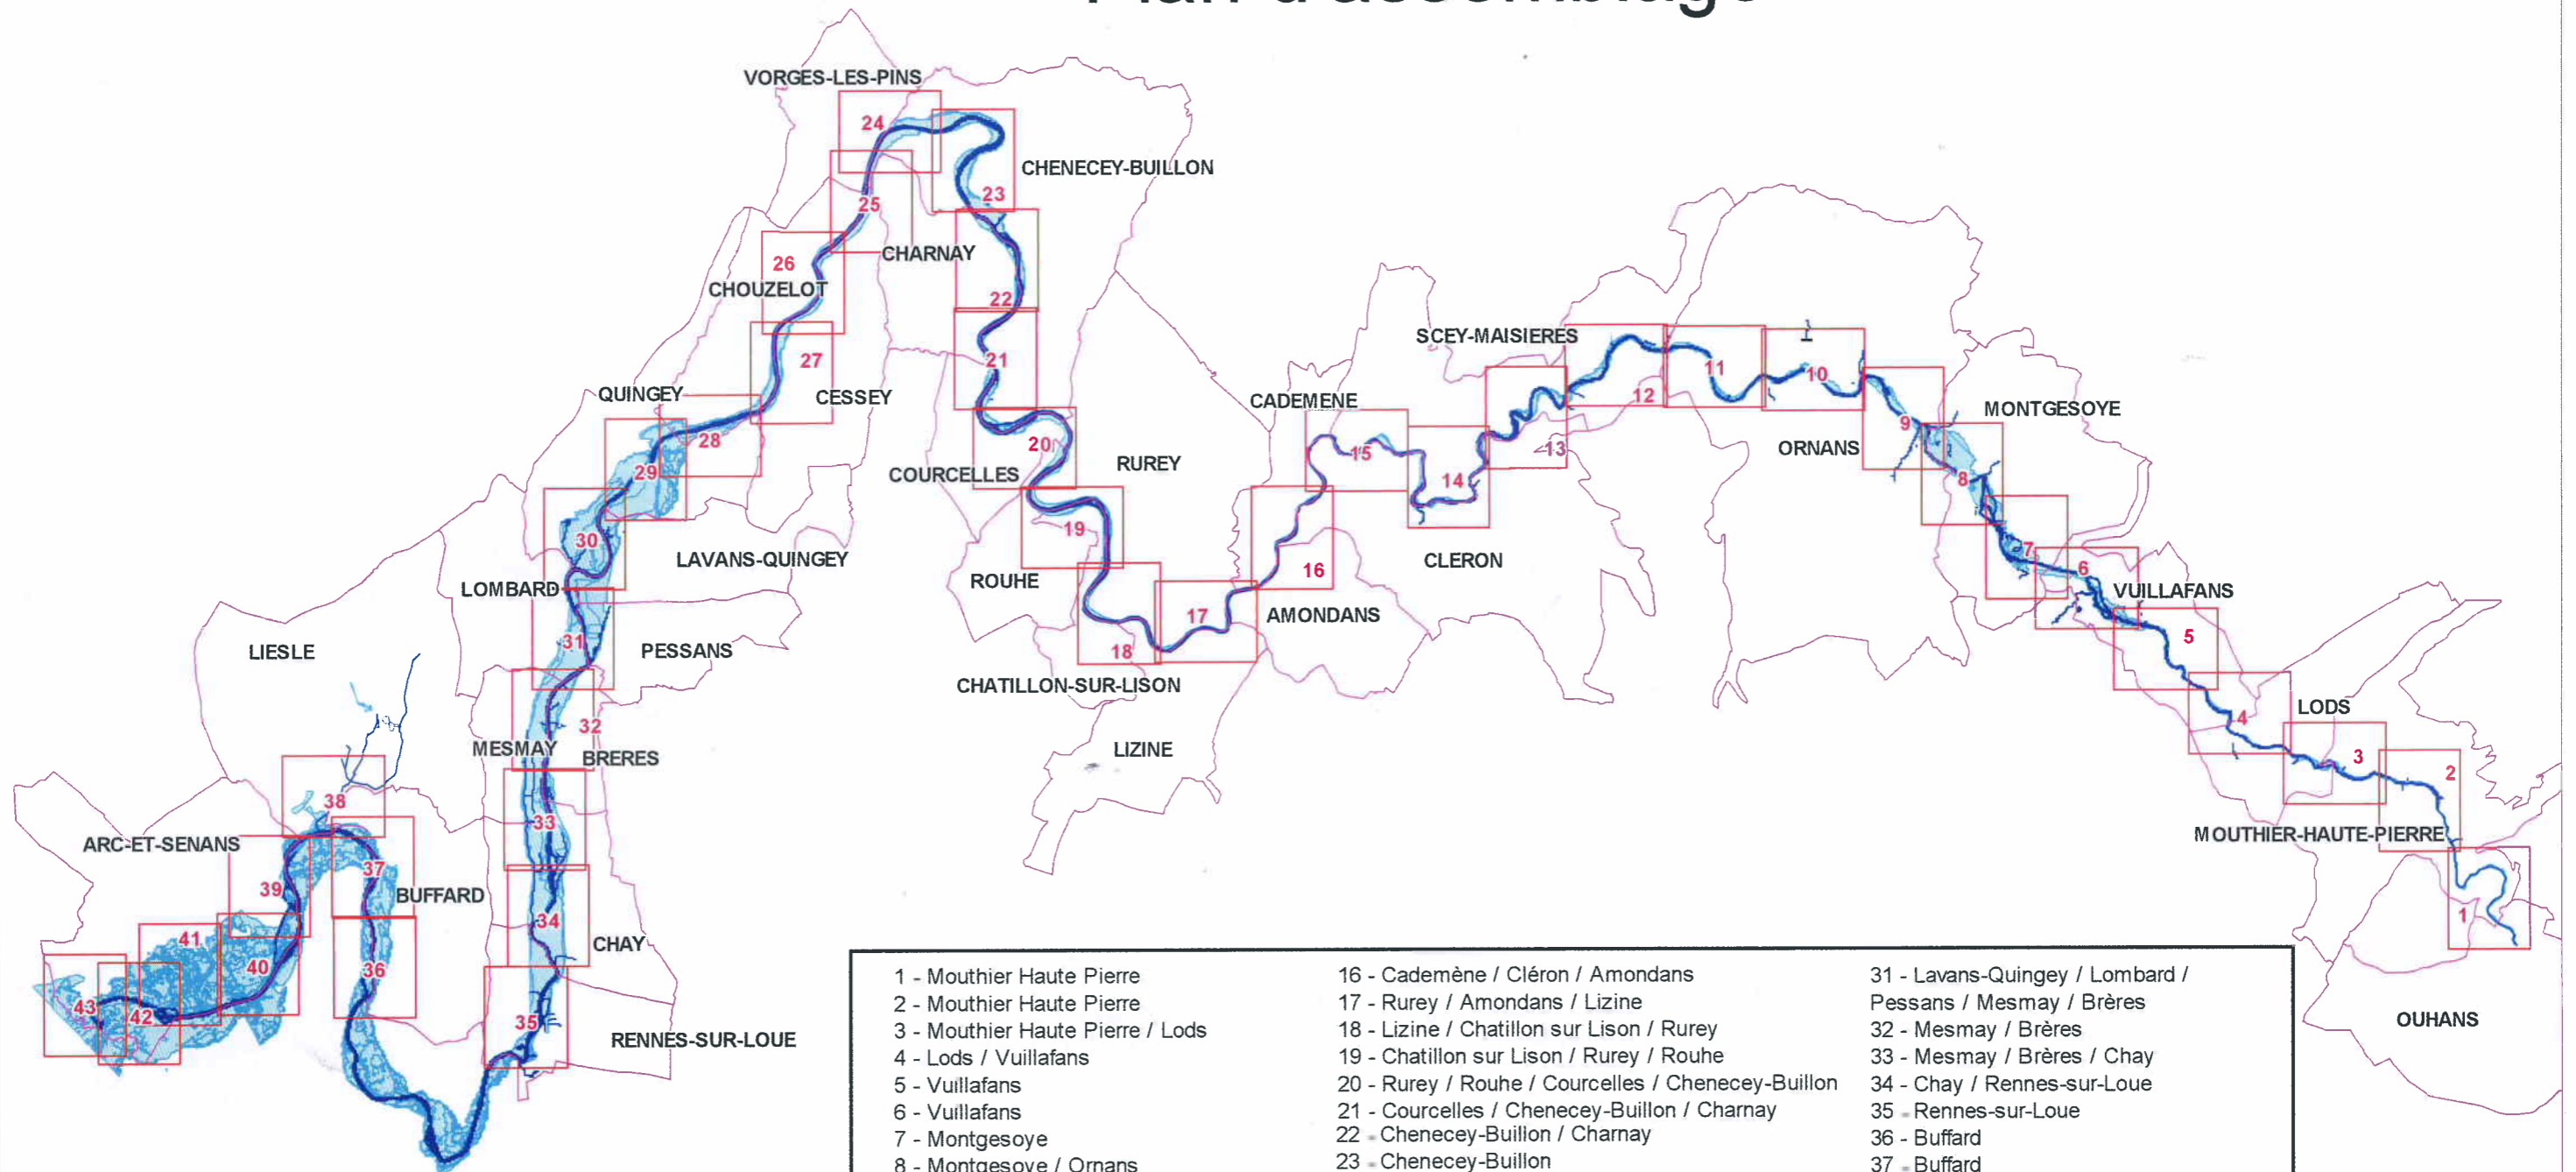 Plan d'assemblage
VORGES-LES-PINS
24
CHENECEY-BUILLON
23
25
CHARNAY
26
CHOUZELOT
22
27
21
SCEY-MAISIERES
11
10
12
QUINGEY
CESSEY
CADEMENE
MONTGESOYE
9
28
20
15
13
ORNANS
29
COURCELLES
RUREY
14
8
19
30
LAVANS-QUINGEY
ROUHE
16
CLERON
7
6
LOMBARD
VUILLAFANS
17
AMONDANS
31
5
LIESLE
PESSANS
18
CHATILLON-SUR-LISON
32
LODS
4
MESMAY
BRERES
LIZINE
3
2
38
33
ARC-ET-SENANS
MOUTHIER-HAUTE-PIERRE
37
39
BUFFARD
34
1
41
CHAY
40
36
43
42
35
RENNES-SUR-LOUE
OUHANS
1 - Mouthier Haute Pierre
2 - Mouthier Haute Pierre
3 - Mouthier Haute Pierre / Lods
4 - Lods / Vuillafans
5 - Vuillafans
6 - Vuillafans
7 - Montgesoye
8 - Montgesoye / Ornans
16 - Cademène / Cléron / Amondans
17 - Rurey / Amondans / Lizine
18 - Lizine / Chatillon sur Lison / Rurey
19 - Chatillon sur Lison / Rurey / Rouhe
20 - Rurey / Rouhe / Courcelles / Chenecey-Buillon
21 - Courcelles / Chenecey-Buillon / Charnay
22 - Chenecey-Buillon / Charnay
23 - Chenecey-Buillon
31 - Lavans-Quingey / Lombard /
Pessans / Mesmay / Brères
32 - Mesmay / Brères
33 - Mesmay / Brères / Chay
34 - Chay / Rennes-sur-Loue
35 - Rennes-sur-Loue
36 - Buffard
37 - Buffard